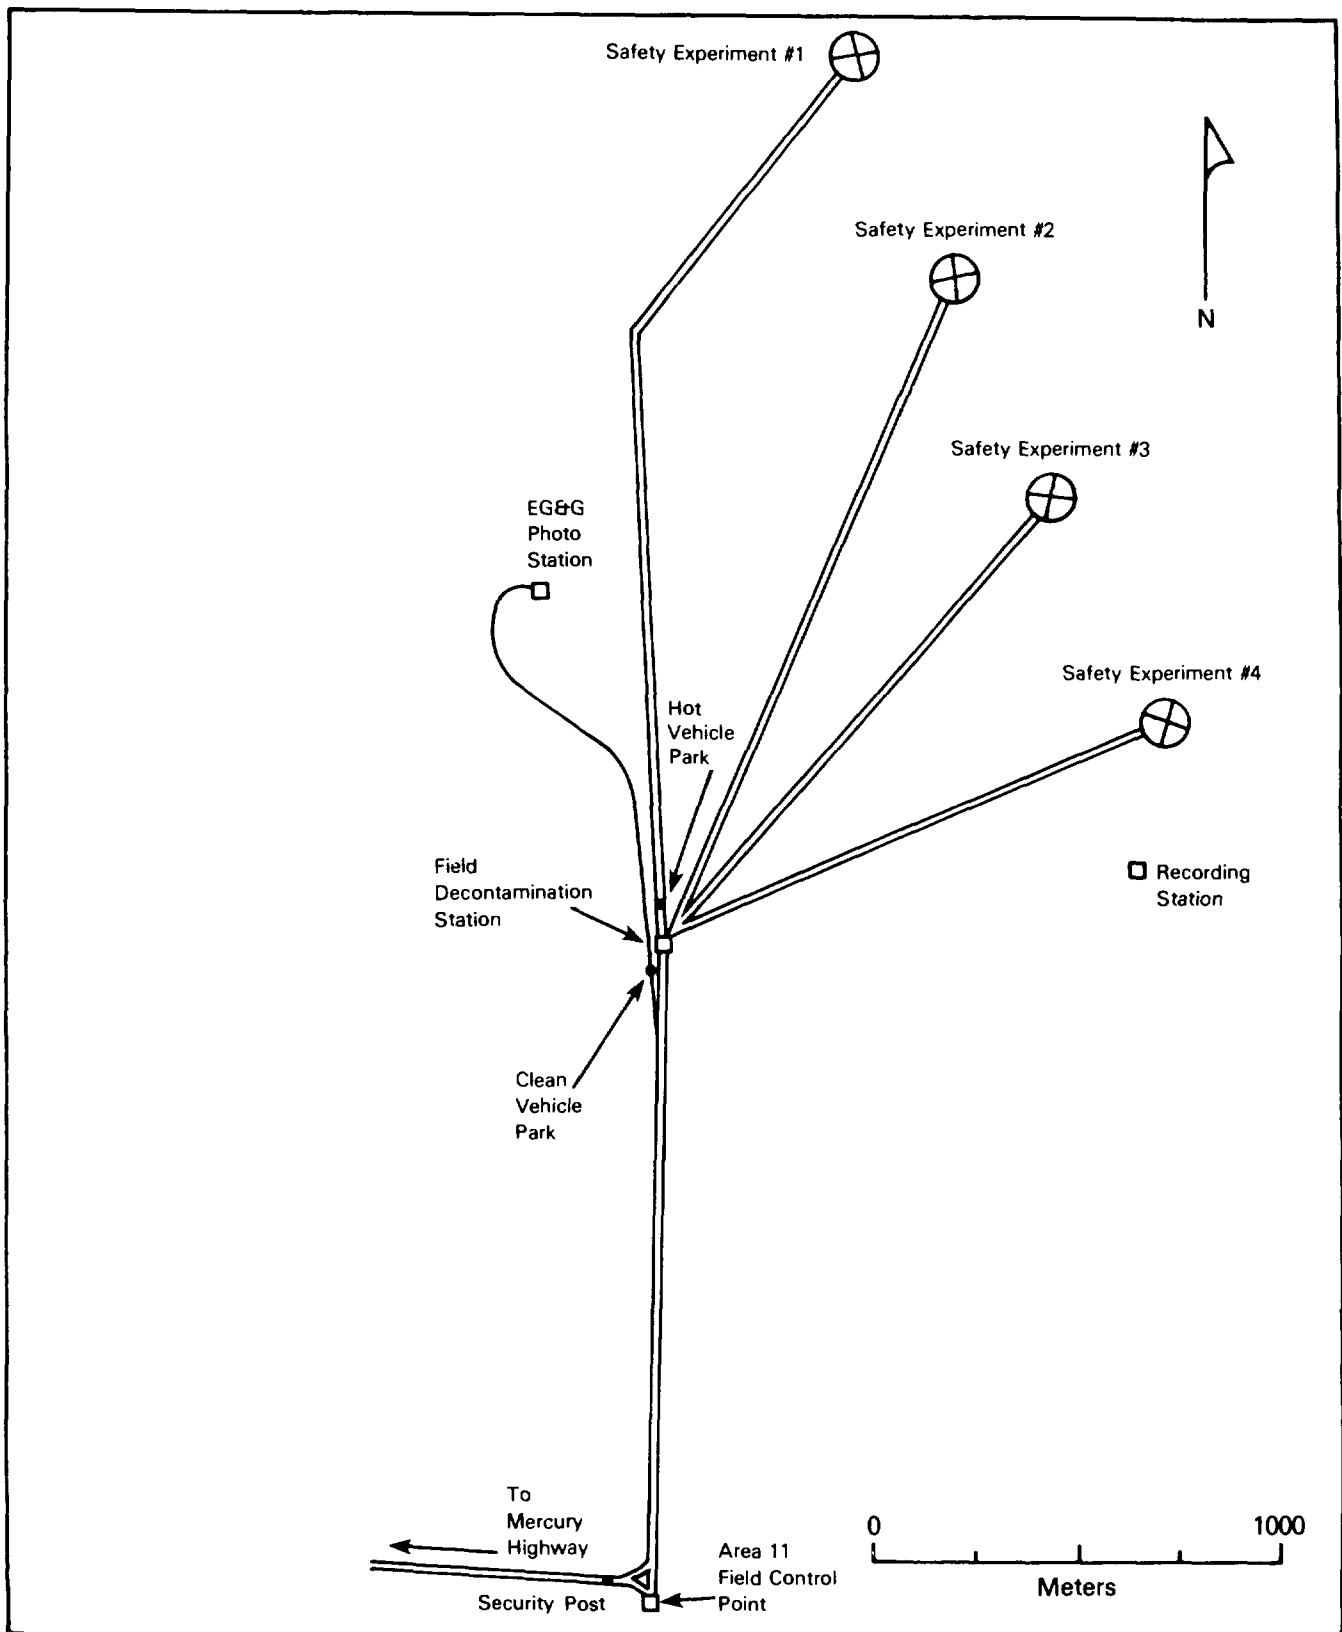 Safety Experiment #1
Safety Experiment #2
N
Safety Experiment #3
EG&G
Photo
Station
Safety Experiment #4
Hot
Vehicle
Park
Field
Decontamination
Station
Recording
Station
Clean
Vehicle
Park
To
Mercury
Highway
Security Post
Area 11
Field Control
Point
0 1000
Meters